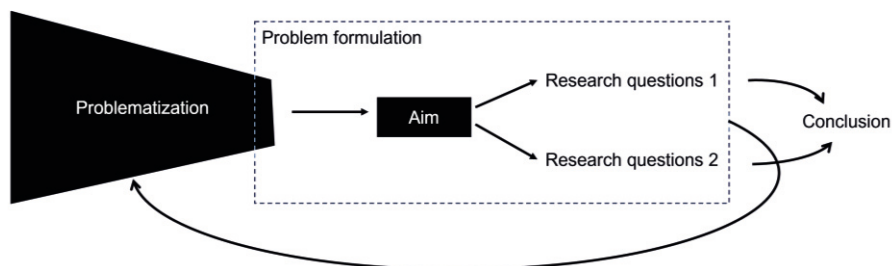 Problem formulation
Problematization
Aim
Research questions 1
Research questions 2
Conclusion